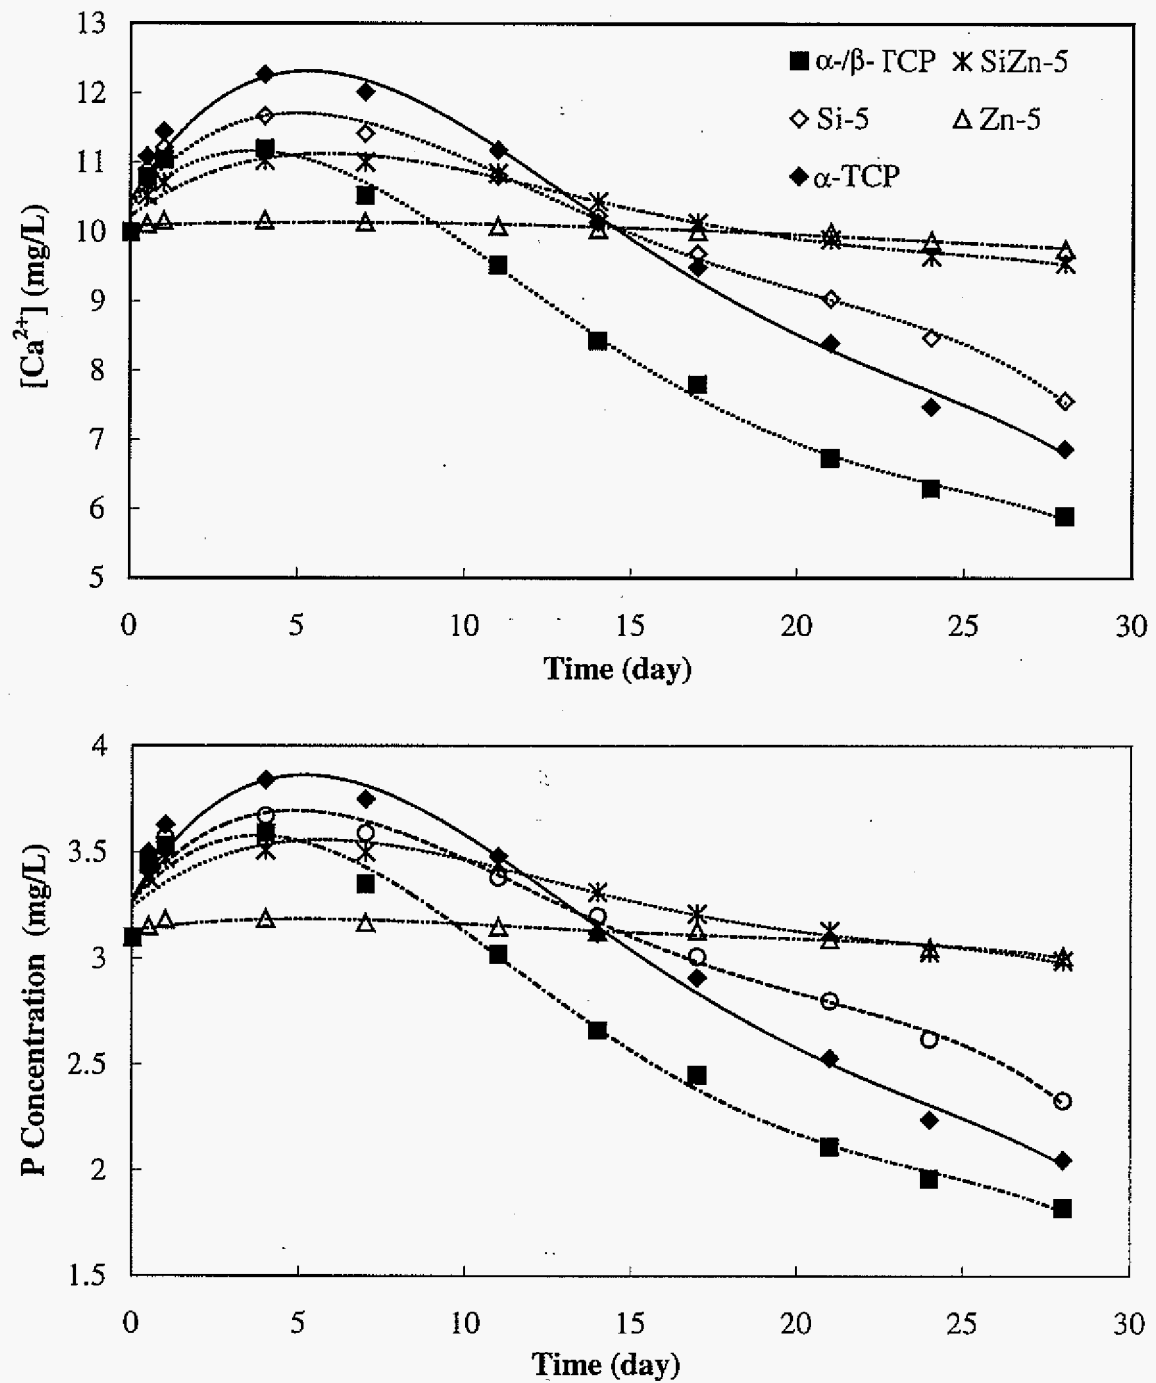 13
12
11
10
9
8
7
6
5
[Ca²⁺] (mg/L)
α-/β- TCP
SiZn-5
Si-5
Zn-5
α-TCP
0 5 10 15 20 25 30
Time (day)
4
3.5
3
2.5
2
1.5
P Concentration (mg/L)
0 5 10 15 20 25 30
Time (day)